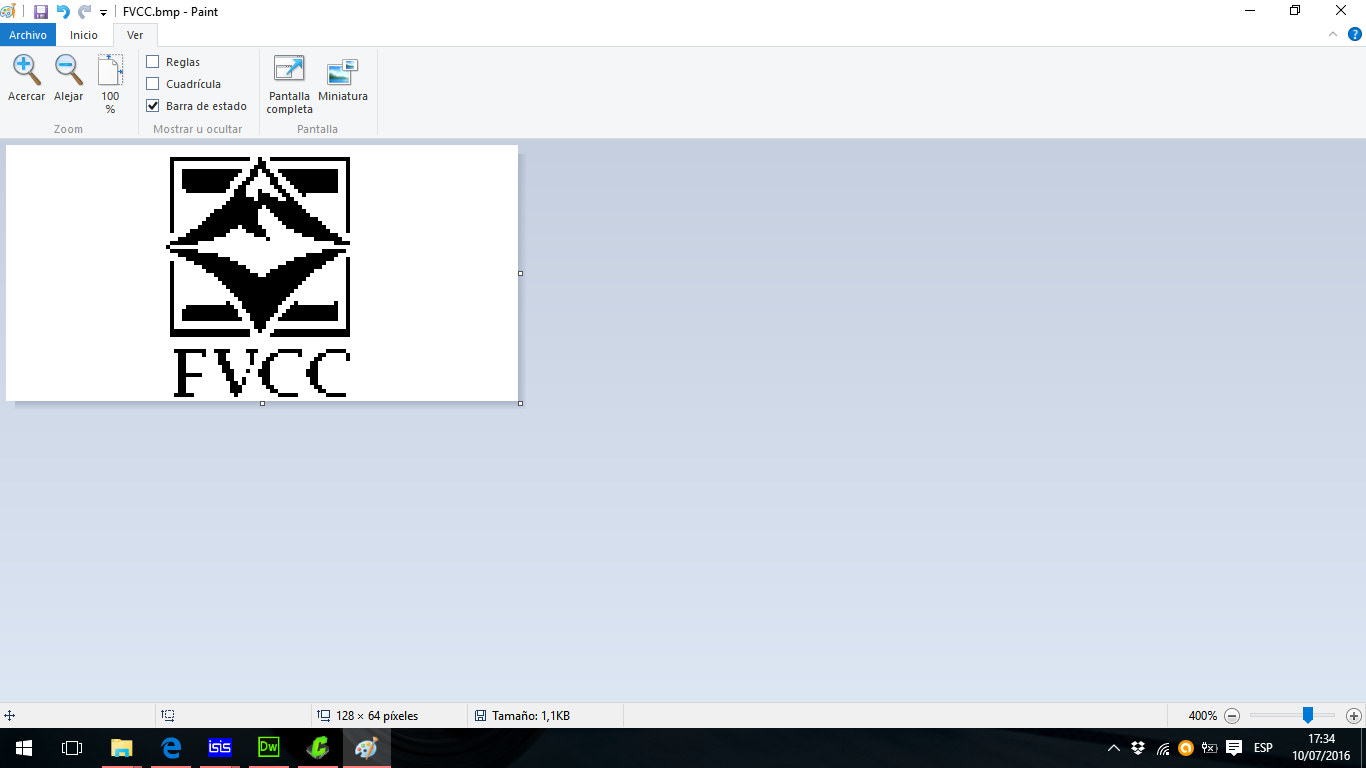 FVCC.bmp - Paint
Archivo Inicio Ver
Acercar Alejar 100 %
Reglas
Cuadrícula
Barra de estado
Pantalla completa Miniatura
Zoom Mostrar u ocultar Pantalla
FVCC
128 × 64 píxeles Tamaño: 1,1KB 400%
isis Dw ESP 17:34
10/07/2016